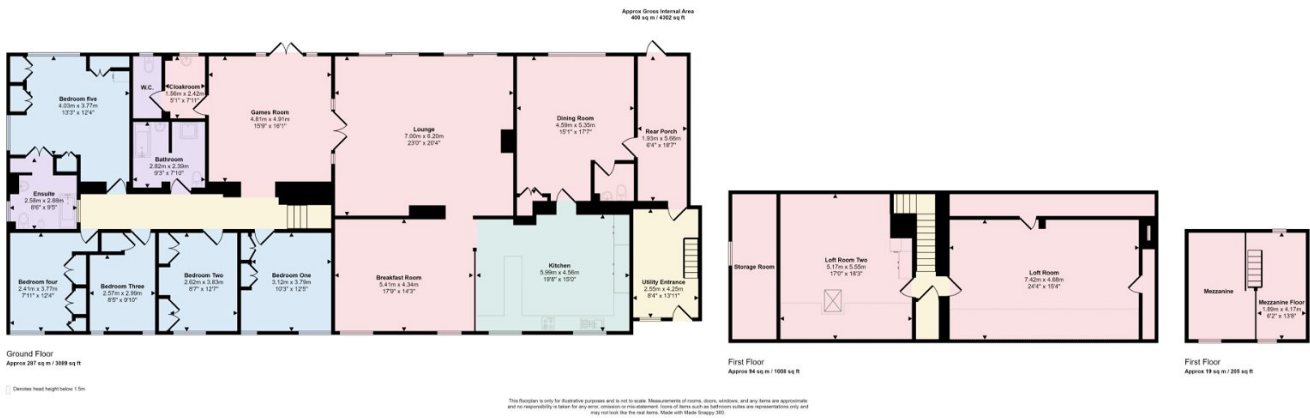 Approx Gross Internal Area
400 sq m / 4302 sq ft
Bedroom five
4.03m x 3.77m
13'3" x 12'4"
W.C.
Cloakroom
1.56m x 2.42m
5'1" x 7'11"
Games Room
4.81m x 4.91m
15'9" x 16'1"
Lounge
7.00m x 6.20m
23'0" x 20'4"
Dining Room
4.59m x 5.35m
15'1" x 17'7"
Rear Porch
1.93m x 5.66m
6'4" x 18'7"
Bathroom
2.82m x 2.39m
9'3" x 7'10"
Ensuite
2.58m x 2.88m
8'6" x 9'5"
Bedroom four
2.41m x 3.77m
7'11" x 12'4"
Bedroom Three
2.57m x 2.99m
8'5" x 9'10"
Bedroom Two
2.62m x 3.83m
8'7" x 12'7"
Bedroom One
3.12m x 3.79m
10'3" x 12'5"
Breakfast Room
5.41m x 4.34m
17'9" x 14'3"
Kitchen
5.99m x 4.56m
19'8" x 15'0"
Utility Entrance
2.55m x 4.25m
8'4" x 13'11"
Ground Floor
Approx 287 sq m / 3089 sq ft
Denotes head height below 1.5m
Storage Room
Loft Room Two
5.17m x 5.55m
17'0" x 18'3"
Loft Room
7.42m x 4.68m
24'4" x 15'4"
First Floor
Approx 94 sq m / 1008 sq ft
Mezzanine
Mezzanine Floor
1.89m x 4.17m
6'2" x 13'8"
First Floor
Approx 19 sq m / 205 sq ft
This floorplan is only for illustrative purposes and is not to scale. Measurements of rooms, doors, windows, and any items are approximate
and no responsibility is taken for any error, omission or mis-statement. Icons of items such as bathroom suites are representations only and
may not look like the real items. Made with Made Snappy 360.